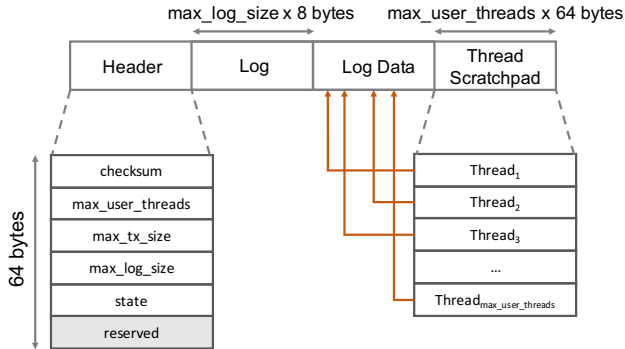 max_log_size x 8 bytes
max_user_threads x 64 bytes
Header
Log
Log Data
Thread
Scratchpad
64 bytes
checksum
max_user_threads
max_tx_size
max_log_size
state
reserved
Thread1
Thread2
Thread3
...
Threadmax_user_threads